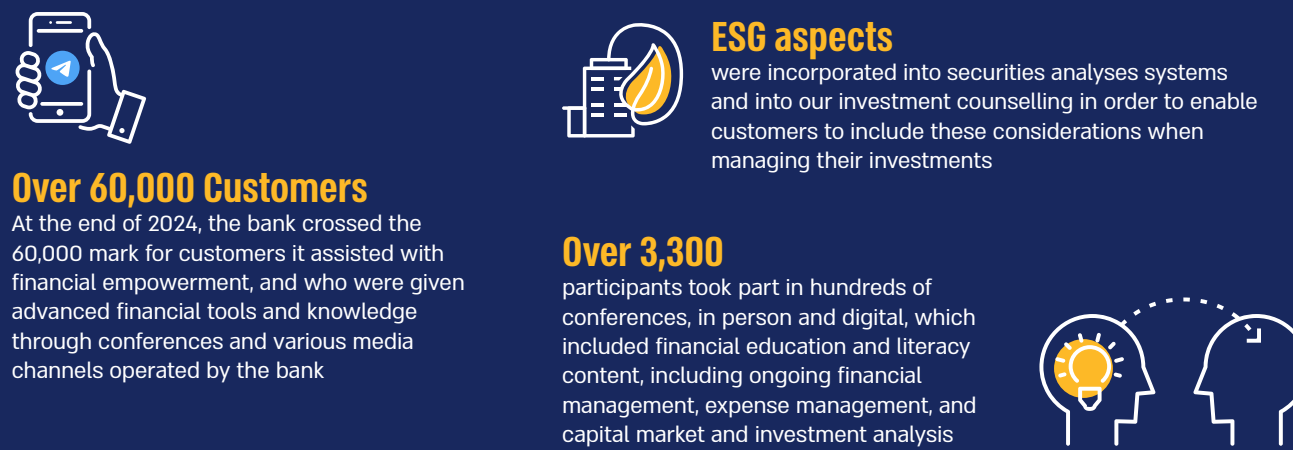 Over 60,000 Customers
At the end of 2024, the bank crossed the
60,000 mark for customers it assisted with
financial empowerment, and who were given
advanced financial tools and knowledge
through conferences and various media
channels operated by the bank
ESG aspects
were incorporated into securities analyses systems
and into our investment counselling in order to enable
customers to include these considerations when
managing their investments
Over 3,300
participants took part in hundreds of
conferences, in person and digital, which
included financial education and literacy
content, including ongoing financial
management, expense management, and
capital market and investment analysis